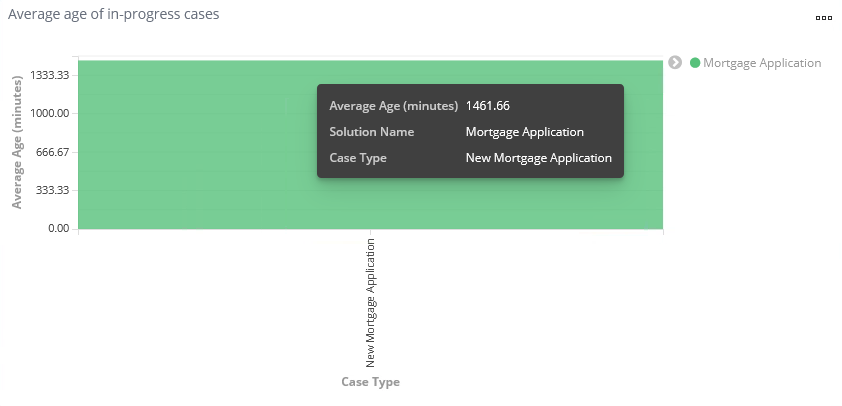 Average age of in-progress cases
Average Age (minutes)
1333.33
1000.00
666.67
333.33
0.00
Average Age (minutes) 1461.66
Solution Name Mortgage Application
Case Type New Mortgage Application
Mortgage Application
New Mortgage Application
Case Type